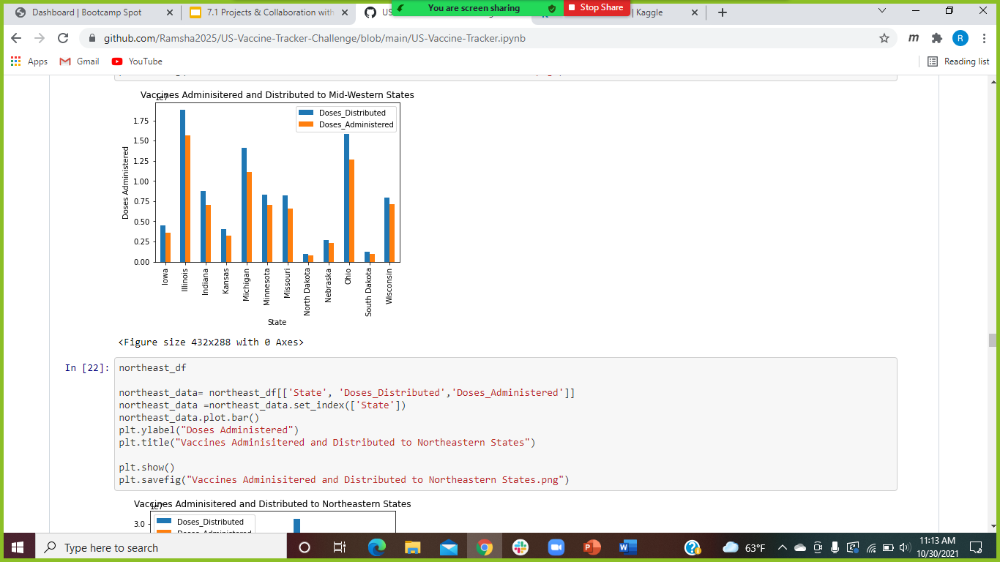 Dashboard | Bootcamp Spot
7.1 Projects & Collaboration with
US
You are screen sharing
Stop Share
| Kaggle
github.com/Ramsha2025/US-Vaccine-Tracker-Challenge/blob/main/US-Vaccine-Tracker.ipynb
m
R
Apps
Gmail
YouTube
Reading list
Vaccines Adminisitered and Distributed to Mid-Western States
1e7
Doses_Distributed
Doses_Administered
1.75
1.50
1.25
1.00
0.75
0.50
0.25
0.00
Doses Administered
Iowa
Illinois
Indiana
Kansas
Michigan
Minnesota
Missouri
North Dakota
Nebraska
Ohio
South Dakota
Wisconsin
State
<Figure size 432x288 with 0 Axes>
In [22]:
northeast_df
northeast_data= northeast_df[['State', 'Doses_Distributed','Doses_Administered']]
northeast_data =northeast_data.set_index(['State'])
northeast_data.plot.bar()
plt.ylabel("Doses Administered")
plt.title("Vaccines Adminisitered and Distributed to Northeastern States")
plt.show()
plt.savefig("Vaccines Adminisitered and Distributed to Northeastern States.png")
Vaccines Adminisitered and Distributed to Northeastern States
1e7
3.0
Doses_Distributed
Doses_Administered
Type here to search
63°F
11:13 AM
10/30/2021